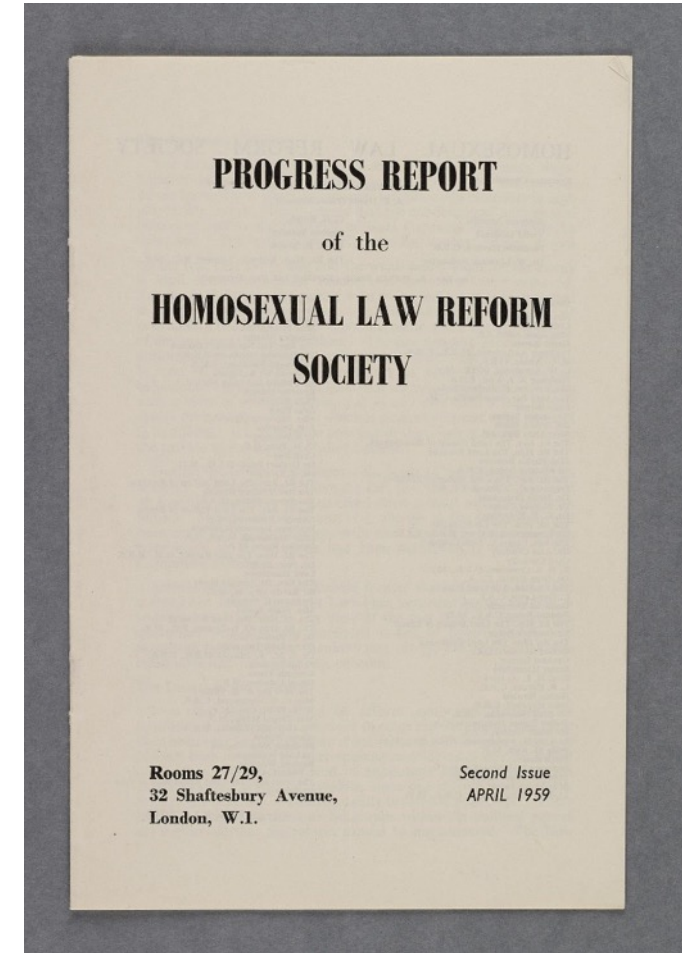 PROGRESS REPORT
of the
HOMOSEXUAL LAW REFORM
SOCIETY
Rooms 27/29,
32 Shaftesbury Avenue,
London, W.1.
Second Issue
APRIL 1959